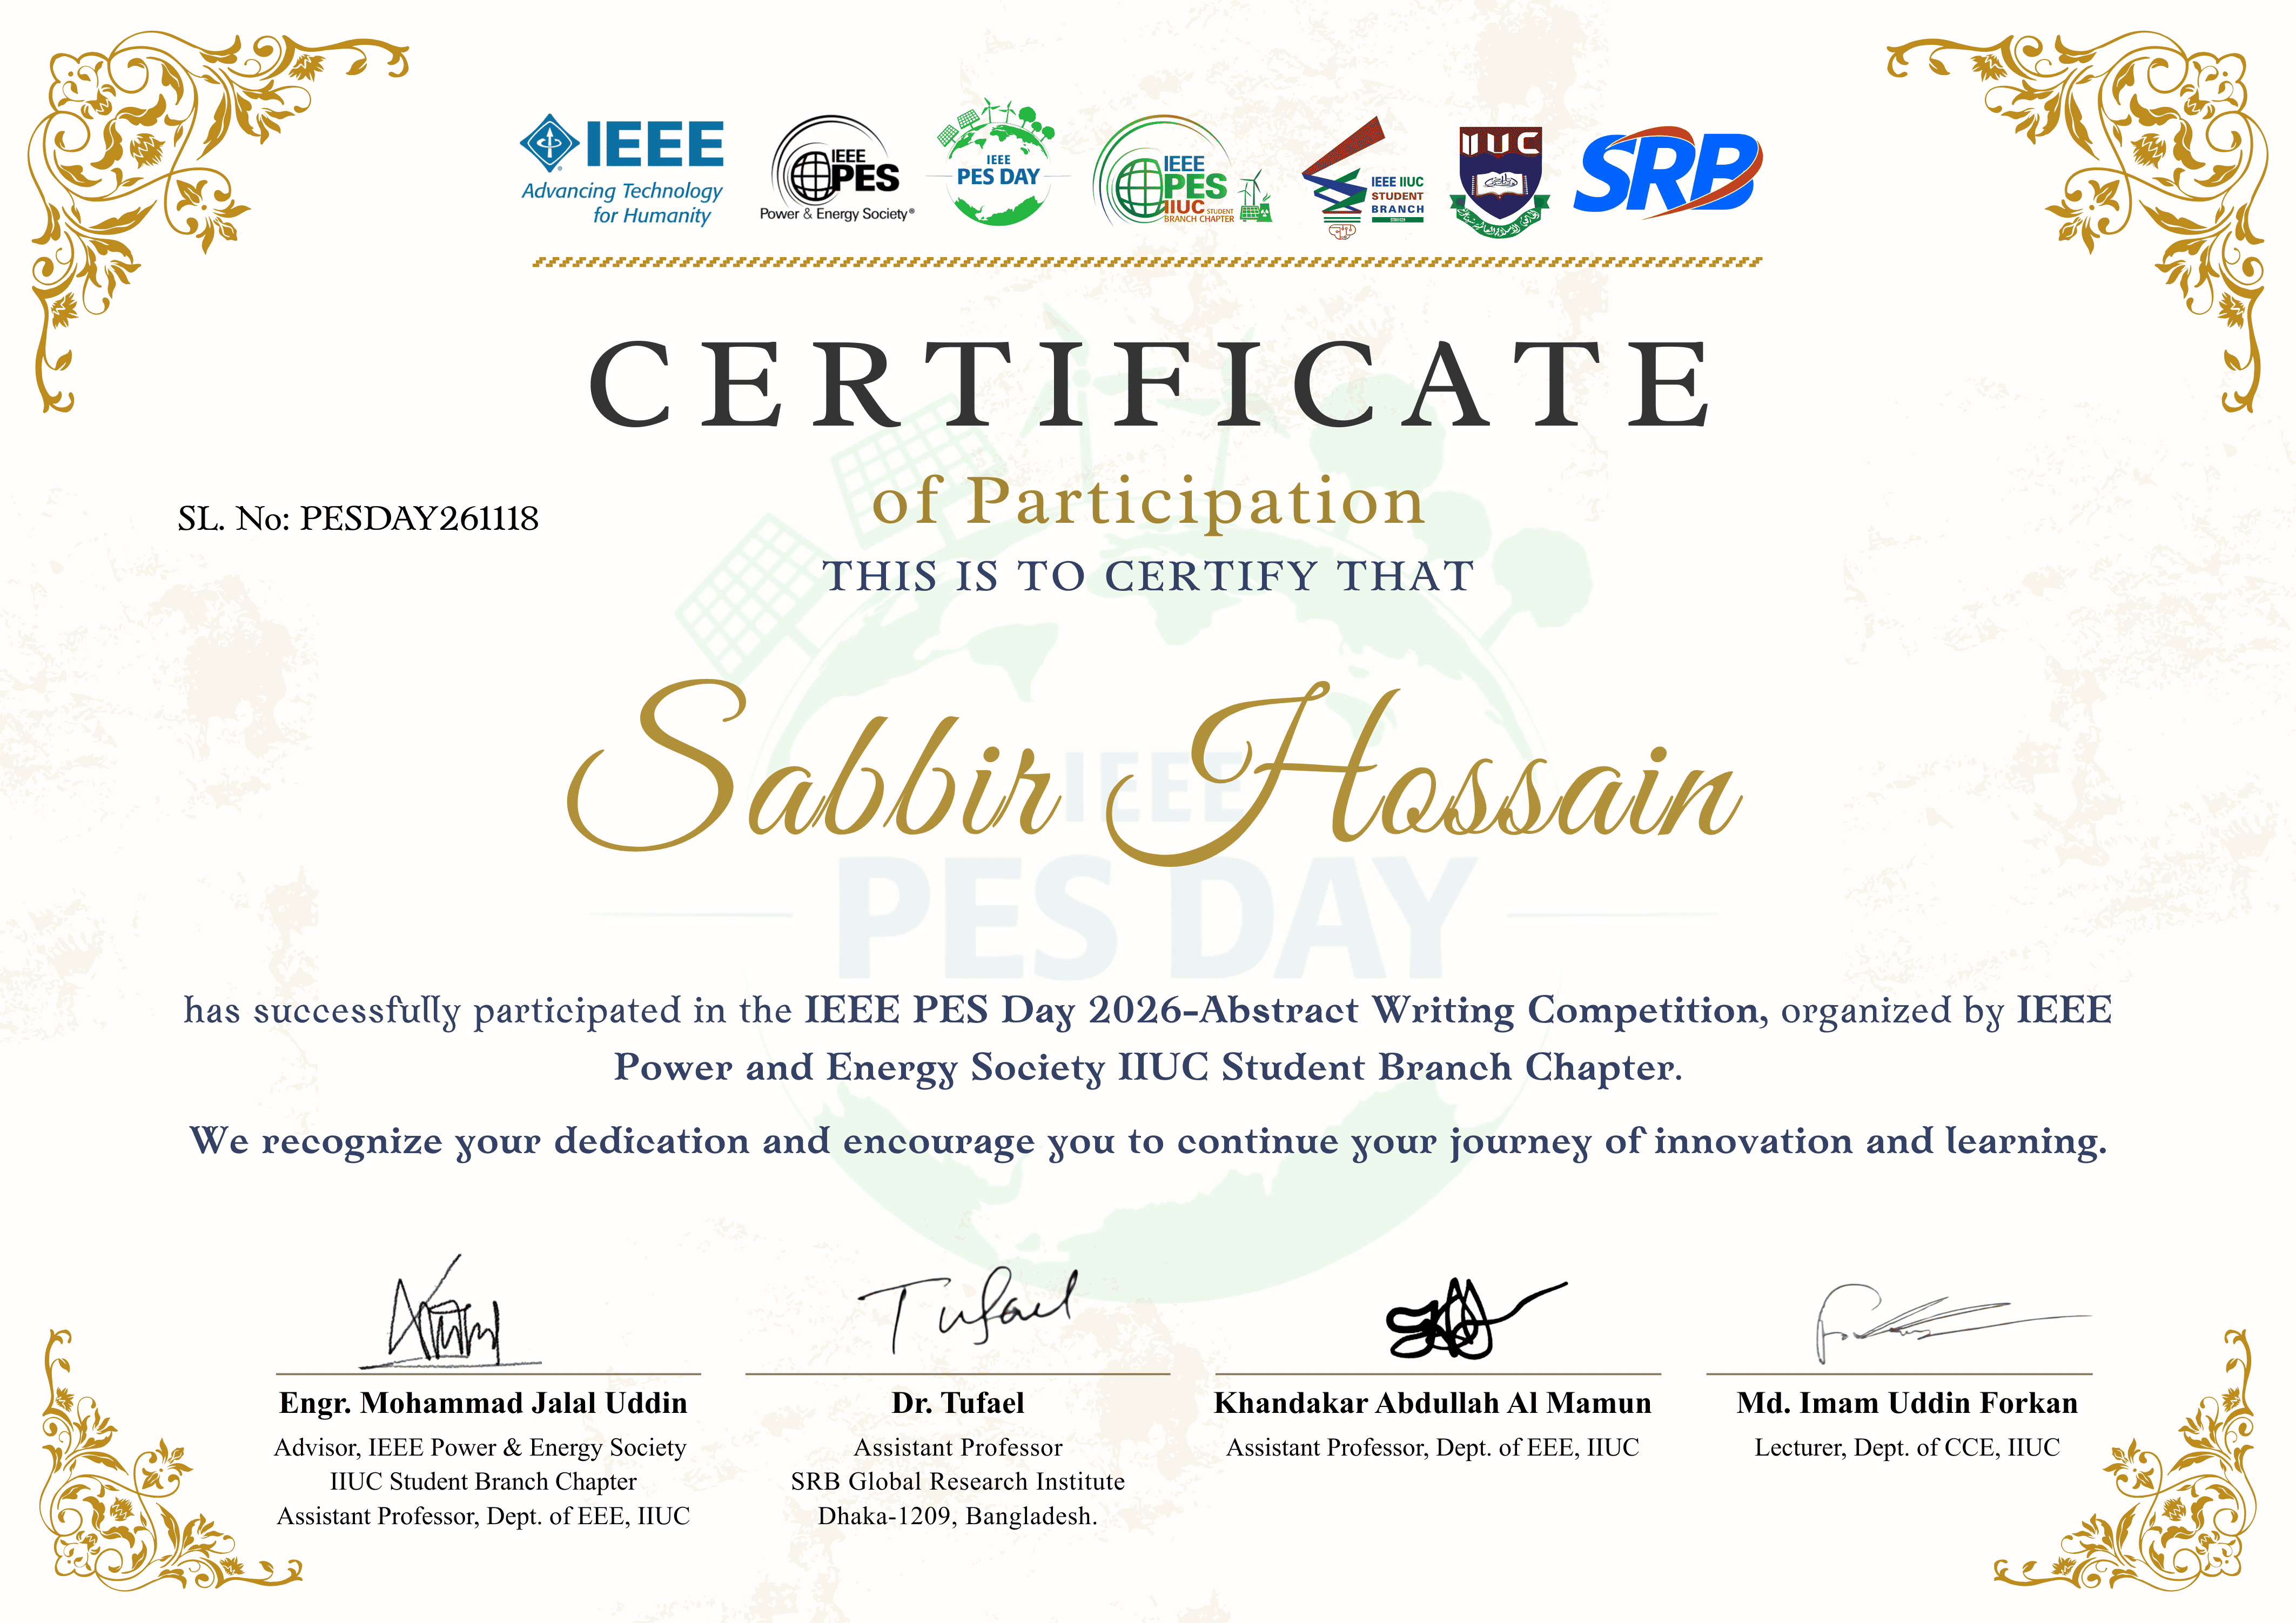 IEEE
Advancing Technology
for Humanity
IEEE
PES
Power & Energy Society®
IEEE
PES DAY
IEEE
PES
IIUC STUDENT
BRANCH CHAPTER
IEEE IIUC
STUDENT
BRANCH
IIUC
SRB
CERTIFICATE
of Participation
SL. No: PESDAY261118
THIS IS TO CERTIFY THAT
Sabbir Hossain
IEEE
PES DAY
has successfully participated in the IEEE PES Day 2026-Abstract Writing Competition, organized by IEEE
Power and Energy Society IIUC Student Branch Chapter.
We recognize your dedication and encourage you to continue your journey of innovation and learning.
Tufael
Engr. Mohammad Jalal Uddin
Advisor, IEEE Power & Energy Society
IIUC Student Branch Chapter
Assistant Professor, Dept. of EEE, IIUC
Dr. Tufael
Assistant Professor
SRB Global Research Institute
Dhaka-1209, Bangladesh.
Khandakar Abdullah Al Mamun
Assistant Professor, Dept. of EEE, IIUC
Md. Imam Uddin Forkan
Lecturer, Dept. of CCE, IIUC